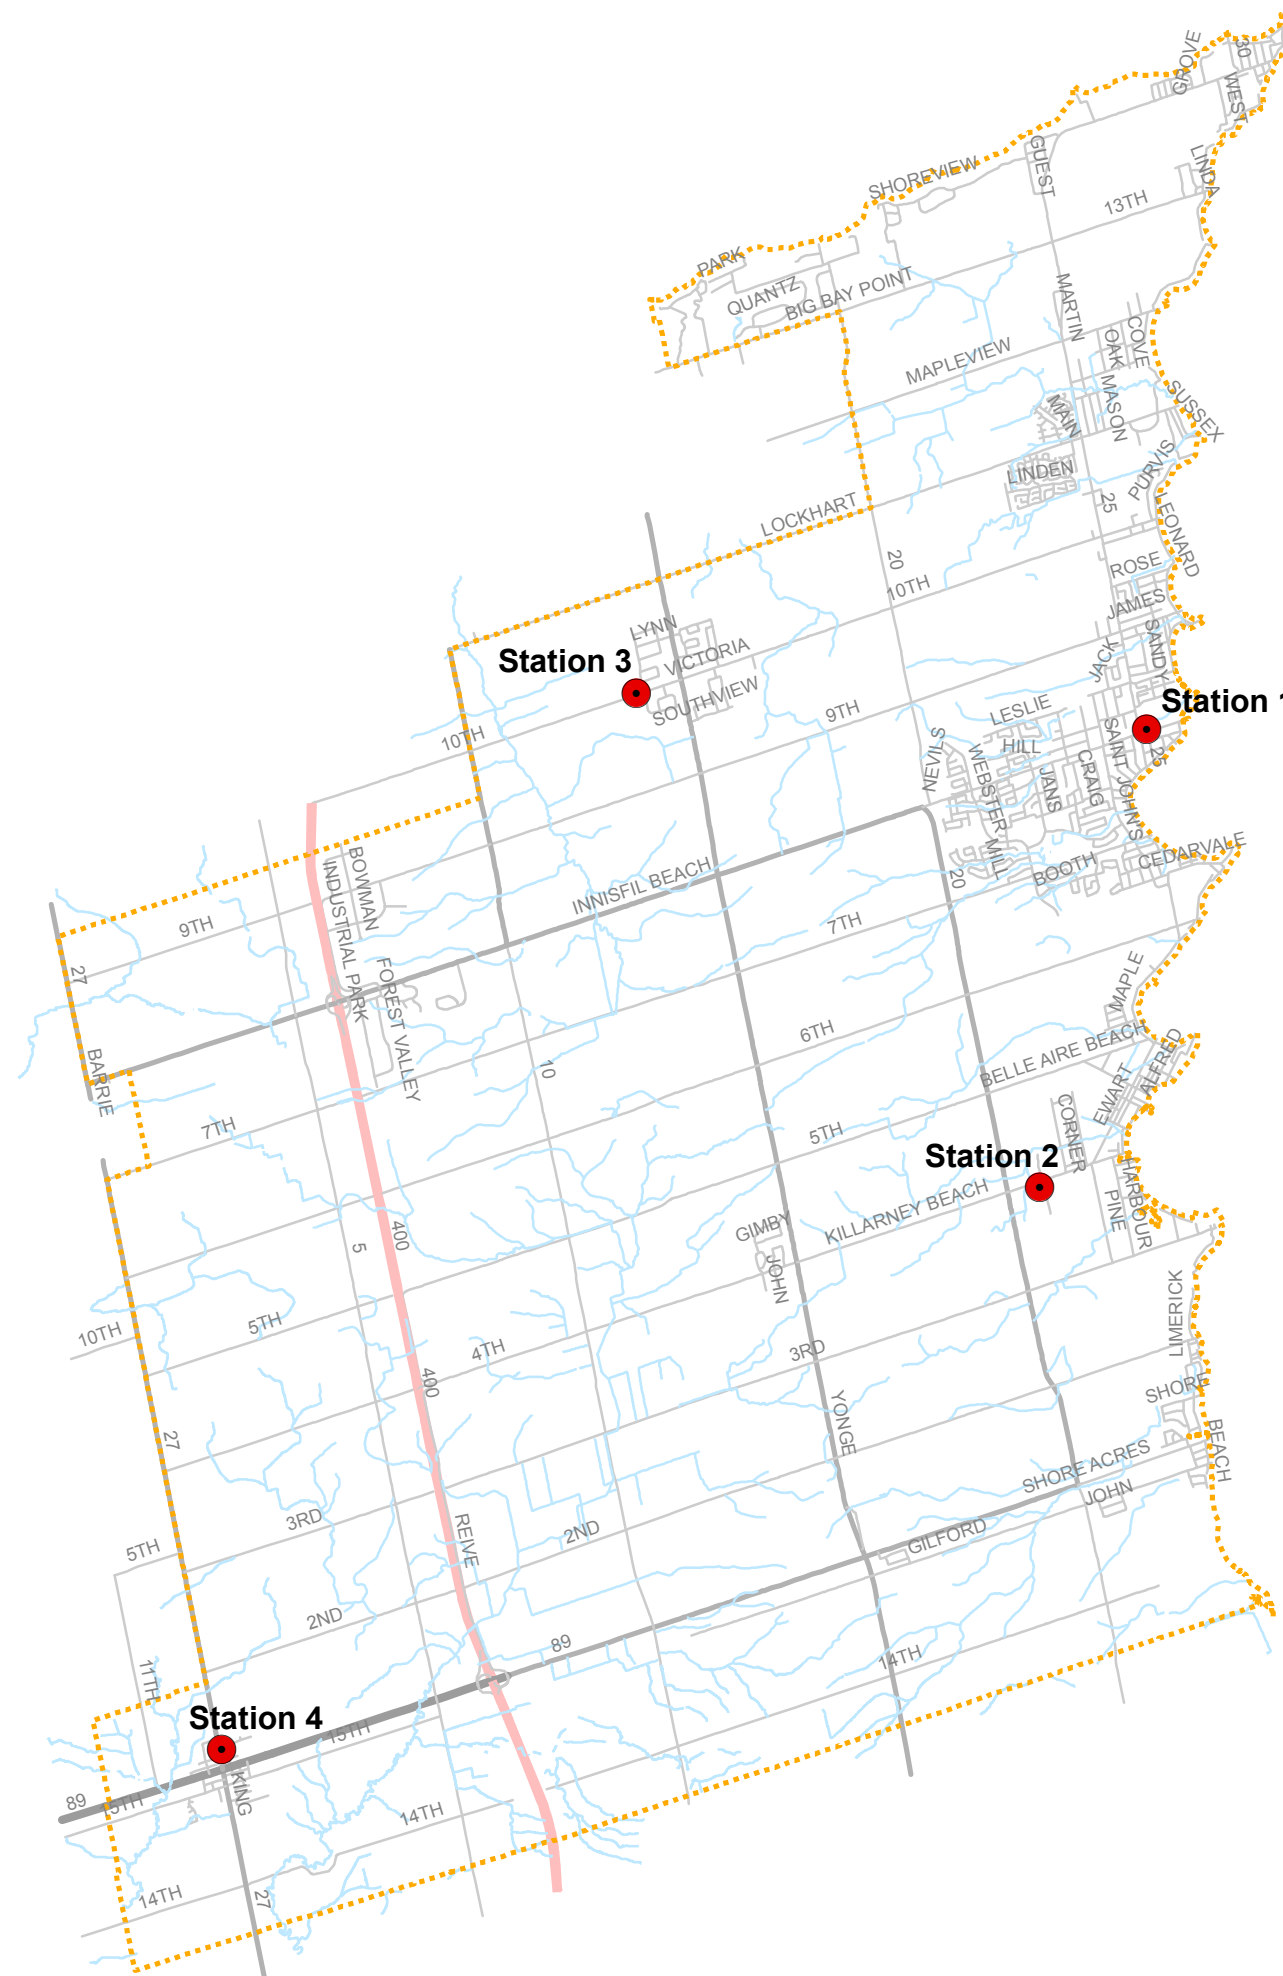 GROVE
30
WEST
GUEST
LINDA
SHOREVIEW
13TH
PARK
QUANTZ
BIG BAY POINT
MARTIN
COVE
OAK
MAPLEVIEW
MASON
MAIN
SUSSEX
LINDEN
PURVIS
25
LEONARD
LOCKHART
20
10TH
ROSE
JAMES
LYNN
SANDY
VICTORIA
JACK
Station 3
SOUTHVIEW
Station 1
9TH
LESLIE
10TH
HILL
NEVILS
WEBSTER
SAINT JOHN'S
25
JANS
CRAIG
MILL
CEDARVALE
BOOTH
20
BOWMAN
INNISFIL BEACH
INDUSTRIAL PARK
9TH
7TH
27
FOREST VALLEY
MAPLE
6TH
BELLE AIRE BEACH
ALFRED
BARRIE
10
EWART
CORNER
7TH
5TH
Station 2
HARBOUR
PINE
KILLARNEY BEACH
GIMBY
400
5
JOHN
LIMERICK
5TH
10TH
4TH
3RD
400
SHORE
27
YONGE
BEACH
SHORE ACRES
JOHN
3RD
REIVE
2ND
GILFORD
5TH
2ND
89
14TH
11TH
Station 4
15TH
KING
89
15TH
14TH
14TH
27